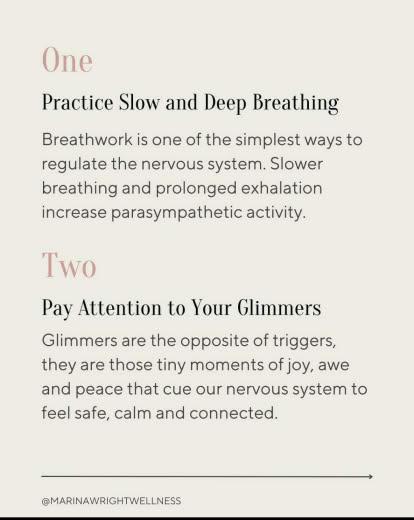 One
Practice Slow and Deep Breathing
Breathwork is one of the simplest ways to
regulate the nervous system. Slower
breathing and prolonged exhalation
increase parasympathetic activity.
Two
Pay Attention to Your Glimmers
Glimmers are the opposite of triggers,
they are those tiny moments of joy, awe
and peace that cue our nervous system to
feel safe, calm and connected.
@MARINAWRIGHTWELLNESS